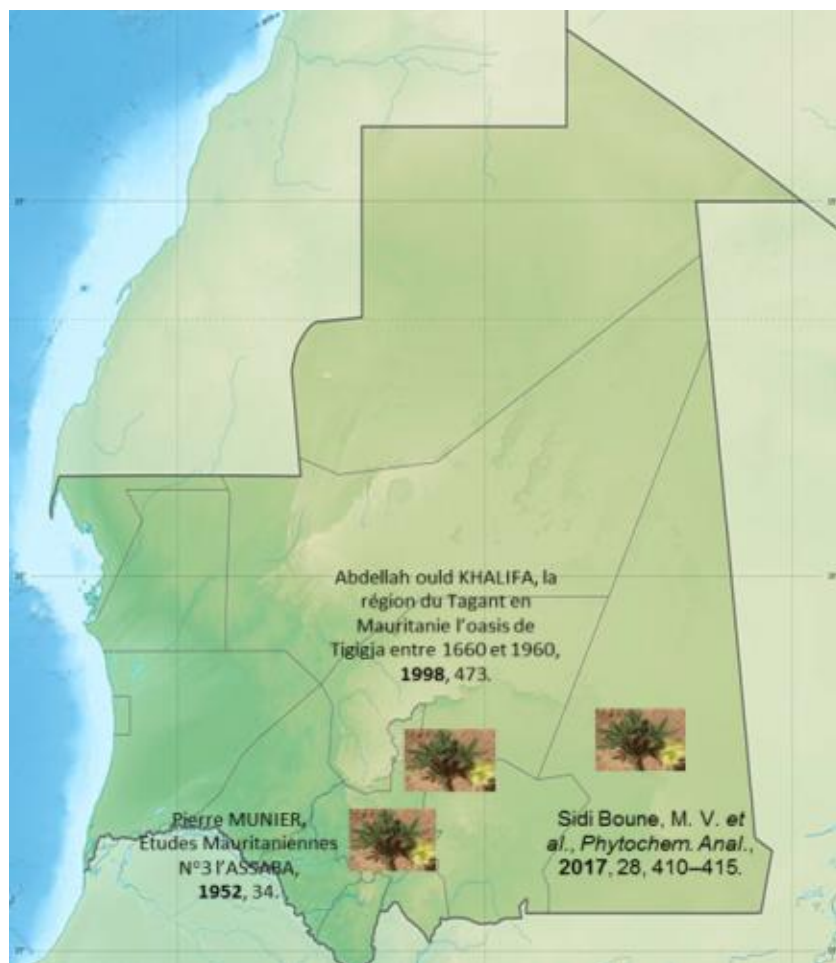 Abdellah ould KHALIFA, la
région du Tagant en
Mauritanie l'oasis de
Tigigja entre 1660 et 1960,
1998, 473.
Pierre MUNIER,
Etudes Mauritaniennes
N°3 l'ASSABA,
1952, 34.
Sidi Boune, M. V. et
al., Phytochem. Anal.,
2017, 28, 410–415.